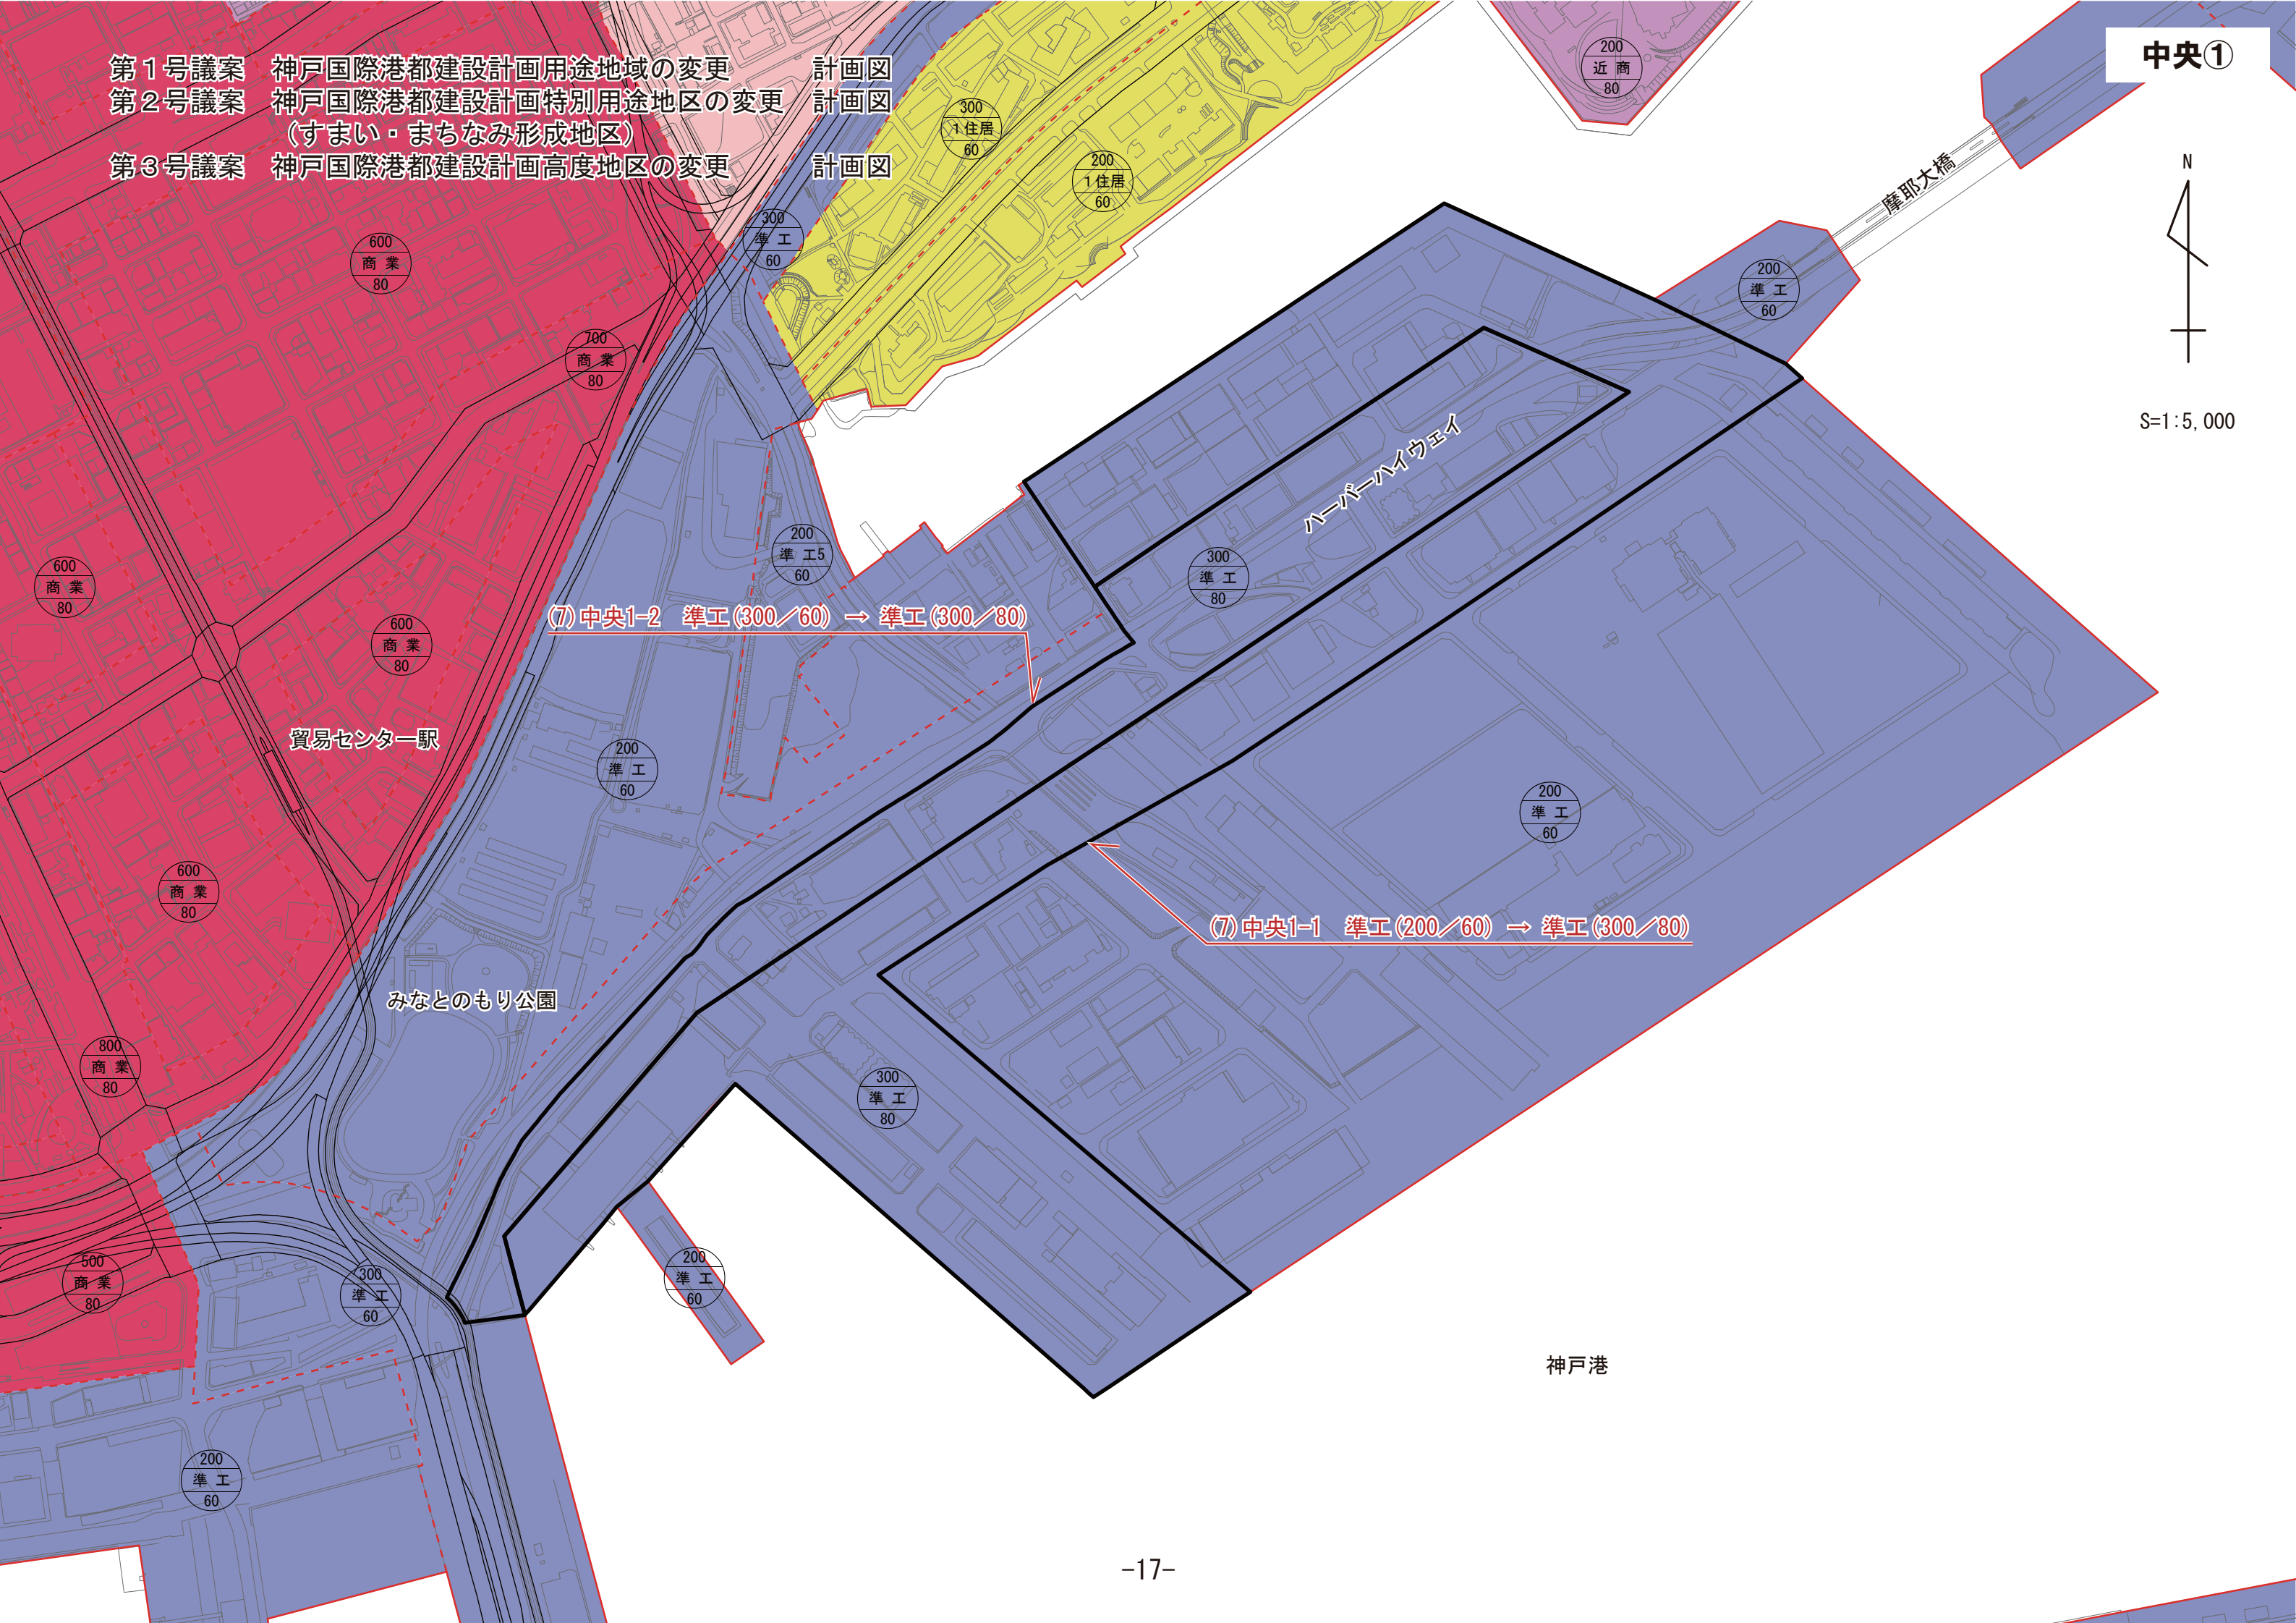 中央①
第１号議案　神戸国際港都建設計画用途地域の変更　　　計画図
第２号議案　神戸国際港都建設計画特別用途地区の変更　計画図
（すまい・まちなみ形成地区）
第３号議案　神戸国際港都建設計画高度地区の変更　　　計画図
200
近 商
80
300
１住居
60
200
１住居
60
摩耶大橋
N
S=1:5,000
300
準 工
60
600
商 業
80
200
準 工
60
700
商 業
80
ハーバーハイウェイ
200
準 工5
60
300
準 工
80
600
商 業
80
(7)中央1-2　準工(300／60) → 準工(300／80)
600
商 業
80
貿易センター駅
200
準 工
60
200
準 工
60
600
商 業
80
(7)中央1-1　準工(200／60) → 準工(300／80)
みなとのもり公園
800
商 業
80
300
準 工
80
500
商 業
80
300
準 工
60
200
準 工
60
神戸港
200
準 工
60
-17-